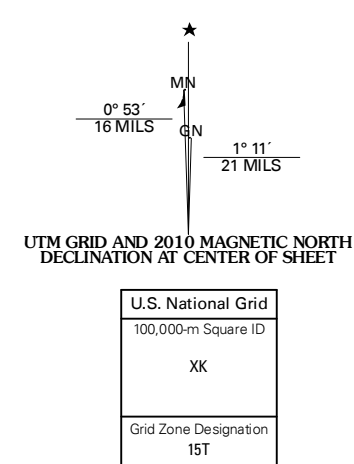 ★
MN
0° 53´
16 MILS
GN
1° 11´
21 MILS
UTM GRID AND 2010 MAGNETIC NORTH
DECLINATION AT CENTER OF SHEET
U.S. National Grid
100,000-m Square ID
XK
Grid Zone Designation
15T